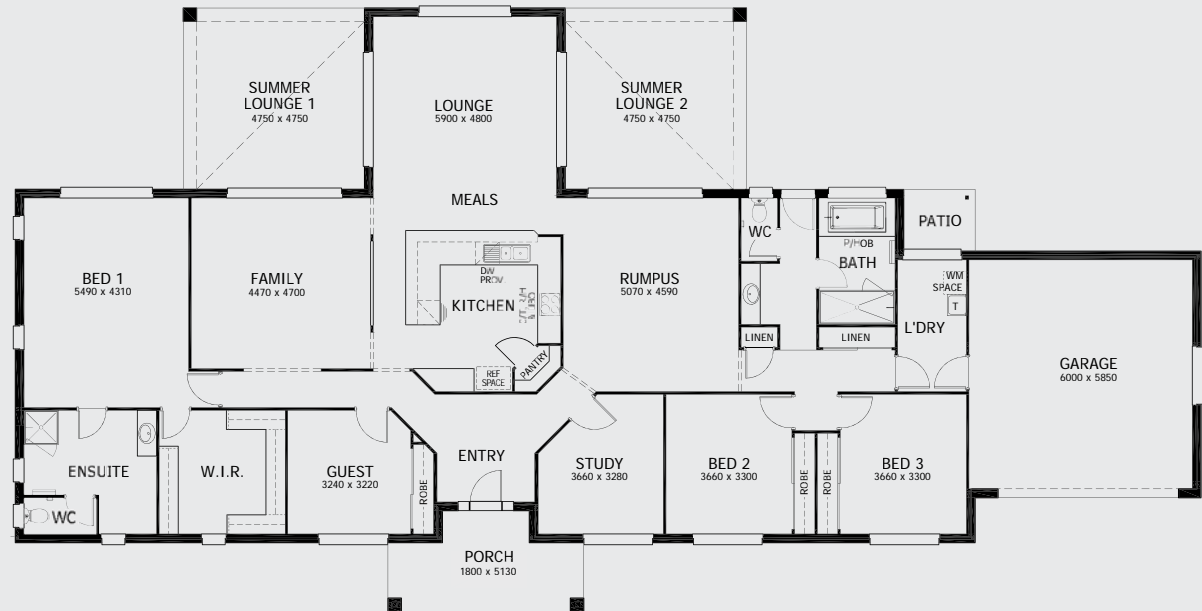 SUMMER
LOUNGE 1
4750 x 4750
LOUNGE
5900 x 4800
SUMMER
LOUNGE 2
4750 x 4750
MEALS
WC
PATIO
P/HOB
BATH
BED 1
5490 x 4310
FAMILY
4470 x 4700
DW
PROV.
KITCHEN
RUMPUS
5070 x 4590
WM
SPACE
T
L'DRY
LINEN
LINEN
GARAGE
6000 x 5850
REF
SPACE
PANTRY
ENSUITE
W.I.R.
GUEST
3240 x 3220
ROBE
ENTRY
STUDY
3660 x 3280
BED 2
3660 x 3300
ROBE
ROBE
BED 3
3660 x 3300
WC
PORCH
1800 x 5130